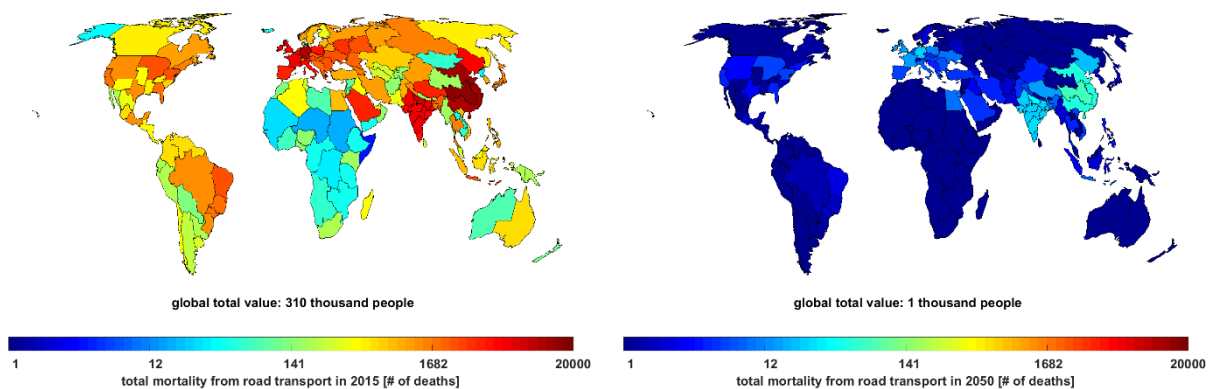 global total value: 310 thousand people
1 12 141 1682 20000
total mortality from road transport in 2015 [# of deaths]
global total value: 1 thousand people
1 12 141 1682 20000
total mortality from road transport in 2050 [# of deaths]